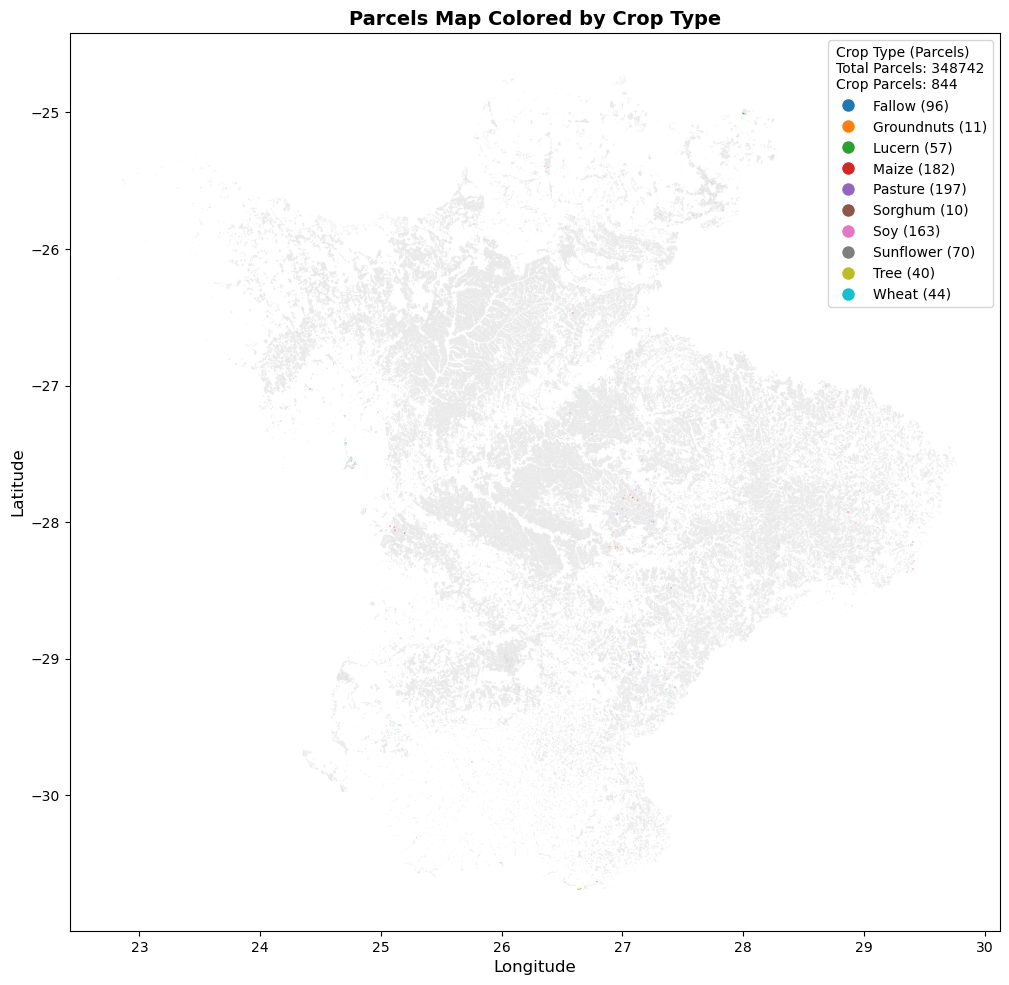 Parcels Map Colored by Crop Type
Crop Type (Parcels)
Total Parcels: 348742
Crop Parcels: 844
Fallow (96)
Groundnuts (11)
Lucern (57)
Maize (182)
Pasture (197)
Sorghum (10)
Soy (163)
Sunflower (70)
Tree (40)
Wheat (44)
Latitude
−25
−26
−27
−28
−29
−30
23 24 25 26 27 28 29 30
Longitude